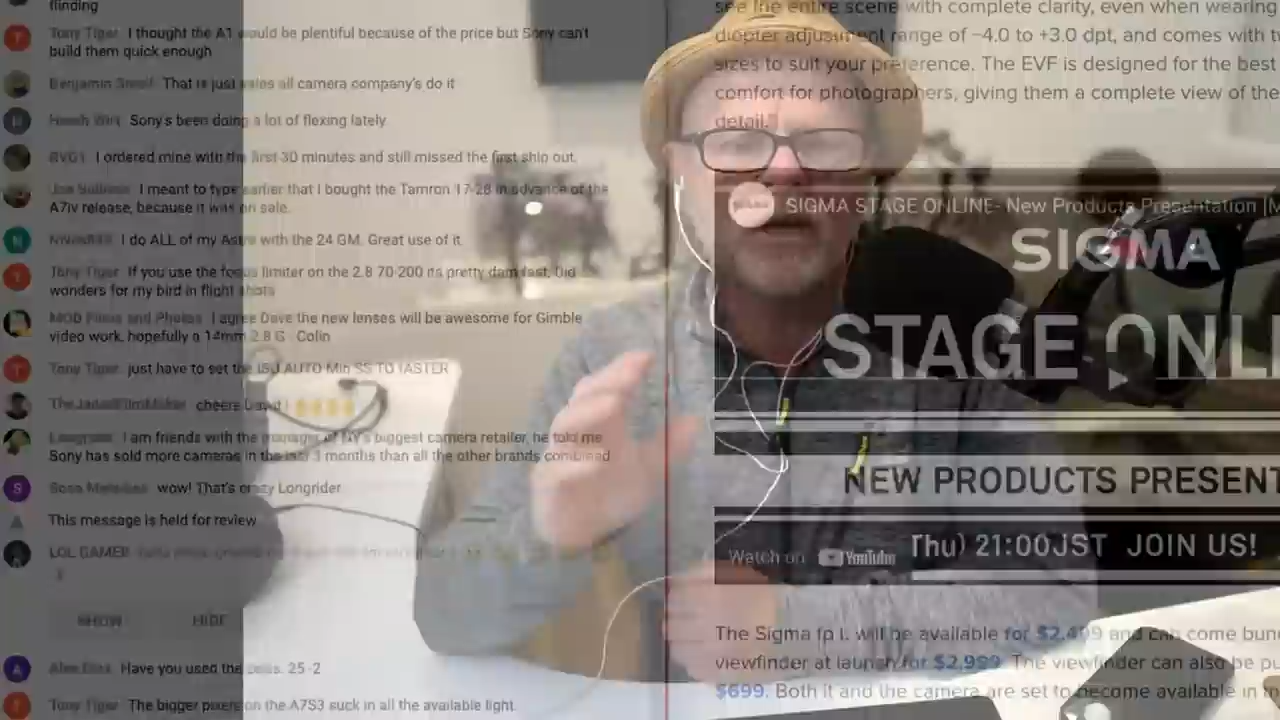 flinding
Tony Tiger I thought the A1 would be plentiful because of the price but Sony can't
build them quick enough
Benjamin That is just sales all camera company's do it
Sony's been doing a lot of flexing lately.
I ordered mine with the first 30 minutes and still missed the first ship out.
I meant to type earlier that I bought the Tamron 17-28 in advance of the
A7iv release, because it was on sale.
I do ALL of my Astro with the 24 GM. Great use of it.
Tony Tiger If you use the focus limiter on the 2.8 70-200 its pretty darn fast. Did
wonders for my bird in flight shots
MOD Films and Photos I agree Dave the new lenses will be awesome for Gimble
video work. hopefully a 14mm 2.8 G . Colin
Tony Tiger just have to set the ISO AUTO Min SS TO FASTER
cheers David !
Longrider I am friends with the manager of NY's biggest camera retailer, he told me
Sony has sold more cameras in the last 3 months than all the other brands combined
wow! That's crazy Longrider
This message is held for review
LOL GAMER
SHOW HIDE
Have you used the 25 -2
Tony Tiger The bigger pixels on the A7S3 suck in all the available light.
see the entire scene with complete clarity, even when wearing
diopter adjustment range of −4.0 to +3.0 dpt, and comes with
sizes to suit your preference. The EVF is designed for the best
comfort for photographers, giving them a complete view of the
detail."
SIGMA STAGE ONLINE- New Products Presentation
SIGMA
STAGE ONL
NEW PRODUCTS PRESENT
Thu) 21:00JST JOIN US!
Watch on YouTube
The Sigma fp L will be available for and can come
viewfinder at launch for $2,999. The viewfinder can also be
$699. Both it and the camera are set to become available in